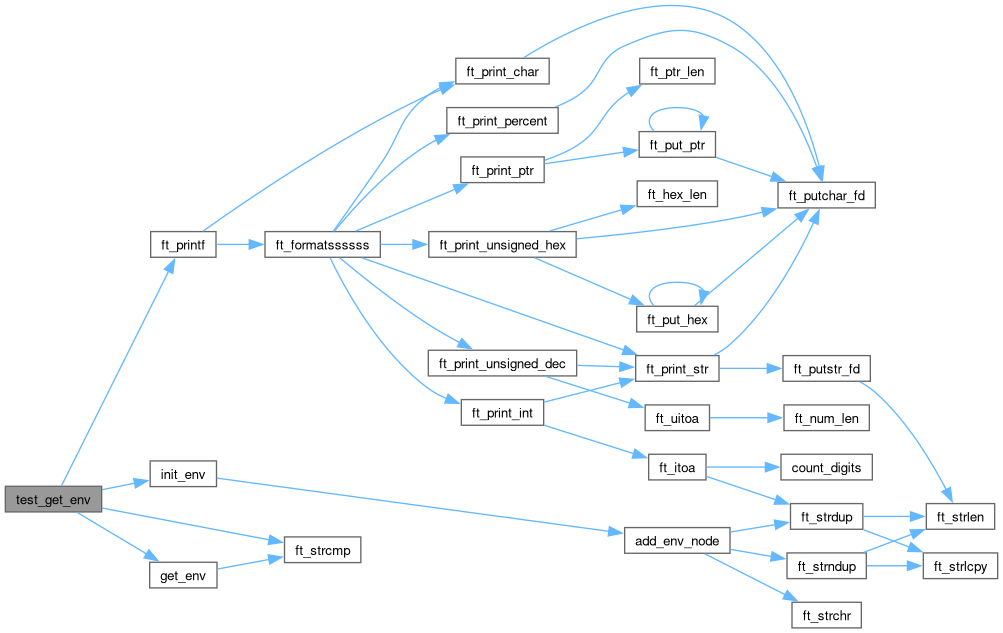 ft_print_char
ft_ptr_len
ft_print_percent
ft_put_ptr
ft_print_ptr
ft_hex_len
ft_putchar_fd
ft_printf
ft_formatssssss
ft_print_unsigned_hex
ft_put_hex
ft_print_unsigned_dec
ft_print_str
ft_putstr_fd
ft_print_int
ft_uitoa
ft_num_len
init_env
ft_itoa
count_digits
test_get_env
ft_strdup
ft_strlen
ft_strcmp
add_env_node
get_env
ft_strndup
ft_strlcpy
ft_strchr